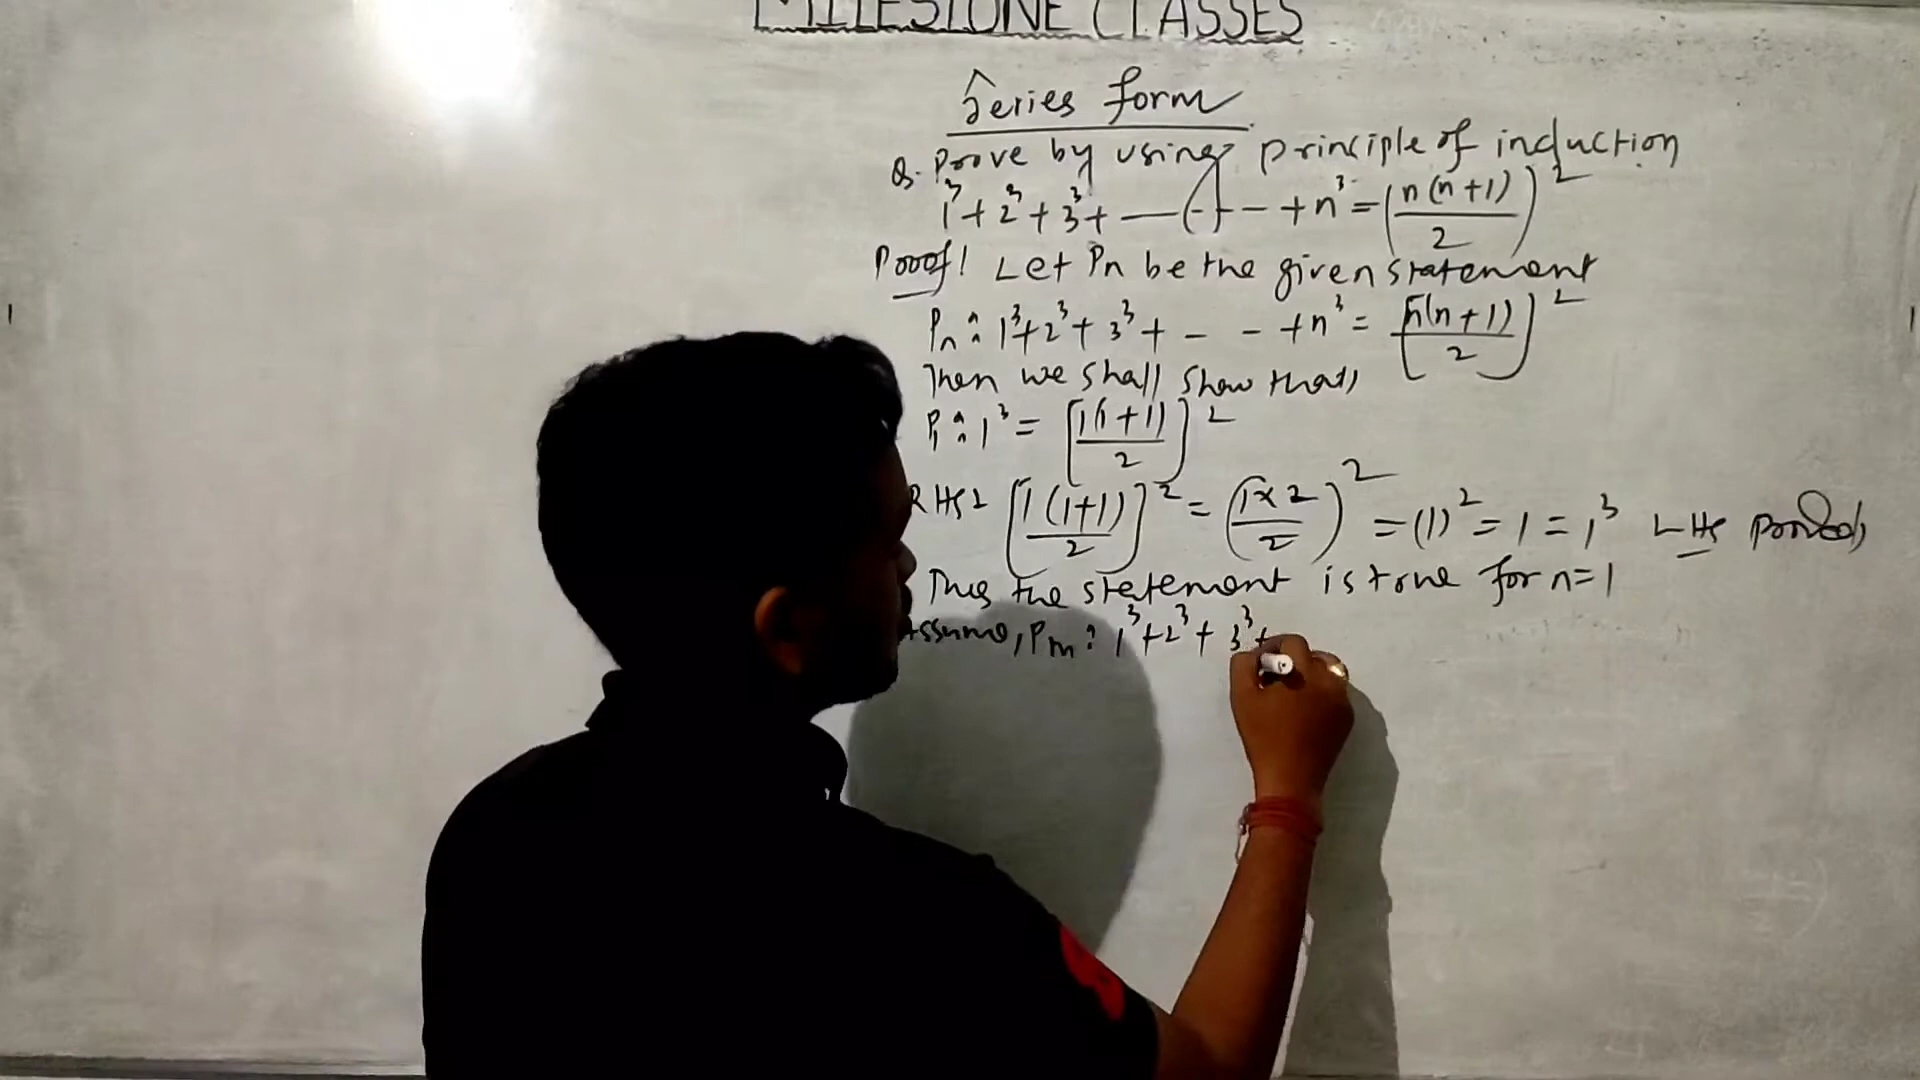 MILESTONE CLASSES
Series form
Q. Prove by using principle of induction
1³ + 2³ + 3³ + — - - - + n³ = (n(n+1)/2)²
Proof! Let Pn be the given statement
Pn : 1³+2³+3³+ - - +n³ = [n(n+1)/2]²
Then we shall show that,
P₁ : 1³ = [1(1+1)/2]²
RHS [1(1+1)/2]² = (1×2/2)² = (1)² = 1 = 1³ LHS proved,
Thus the statement is true for n=1
Assume, Pm : 1³+2³+3³+